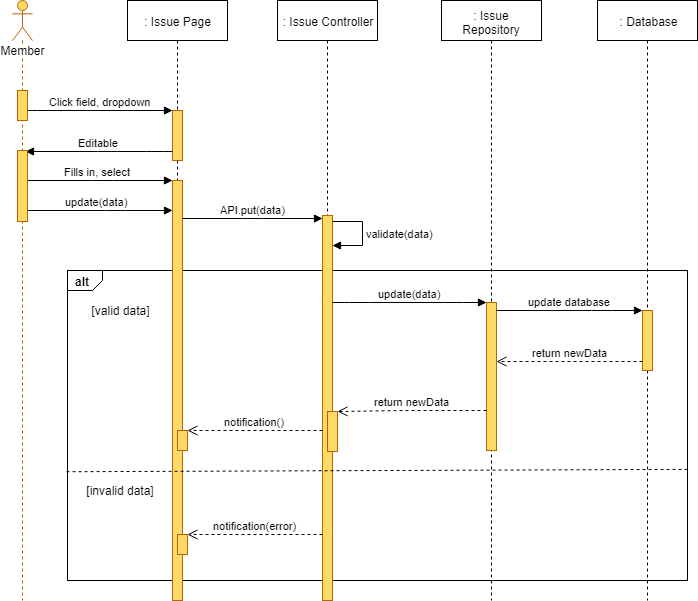 : Issue Page
: Issue Controller
: Issue
Repository
: Database
Member
Click field, dropdown
Editable
Fills in, select
update(data)
API.put(data)
validate(data)
alt
[valid data]
update(data)
update database
return newData
return newData
notification()
[invalid data]
notification(error)